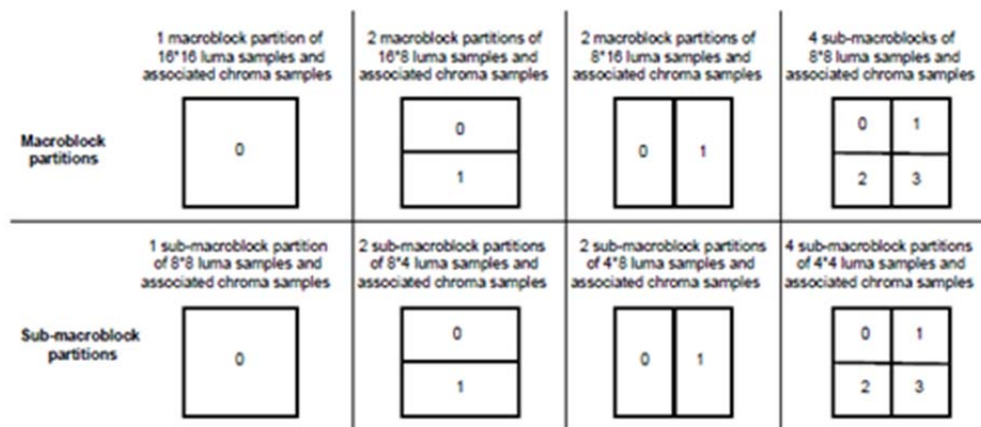 1 macroblock partition of
16*16 luma samples and
associated chroma samples
2 macroblock partitions of
16*8 luma samples and
associated chroma samples
2 macroblock partitions of
8*16 luma samples and
associated chroma samples
4 sub-macroblocks of
8*8 luma samples and
associated chroma samples
Macroblock
partitions
0
0
1
0 1
0 1
2 3
1 sub-macroblock partition
of 8*8 luma samples and
associated chroma samples
2 sub-macroblock partitions
of 8*4 luma samples and
associated chroma samples
2 sub-macroblock partitions
of 4*8 luma samples and
associated chroma samples
4 sub-macroblock partitions
of 4*4 luma samples and
associated chroma samples
Sub-macroblock
partitions
0
0
1
0 1
0 1
2 3